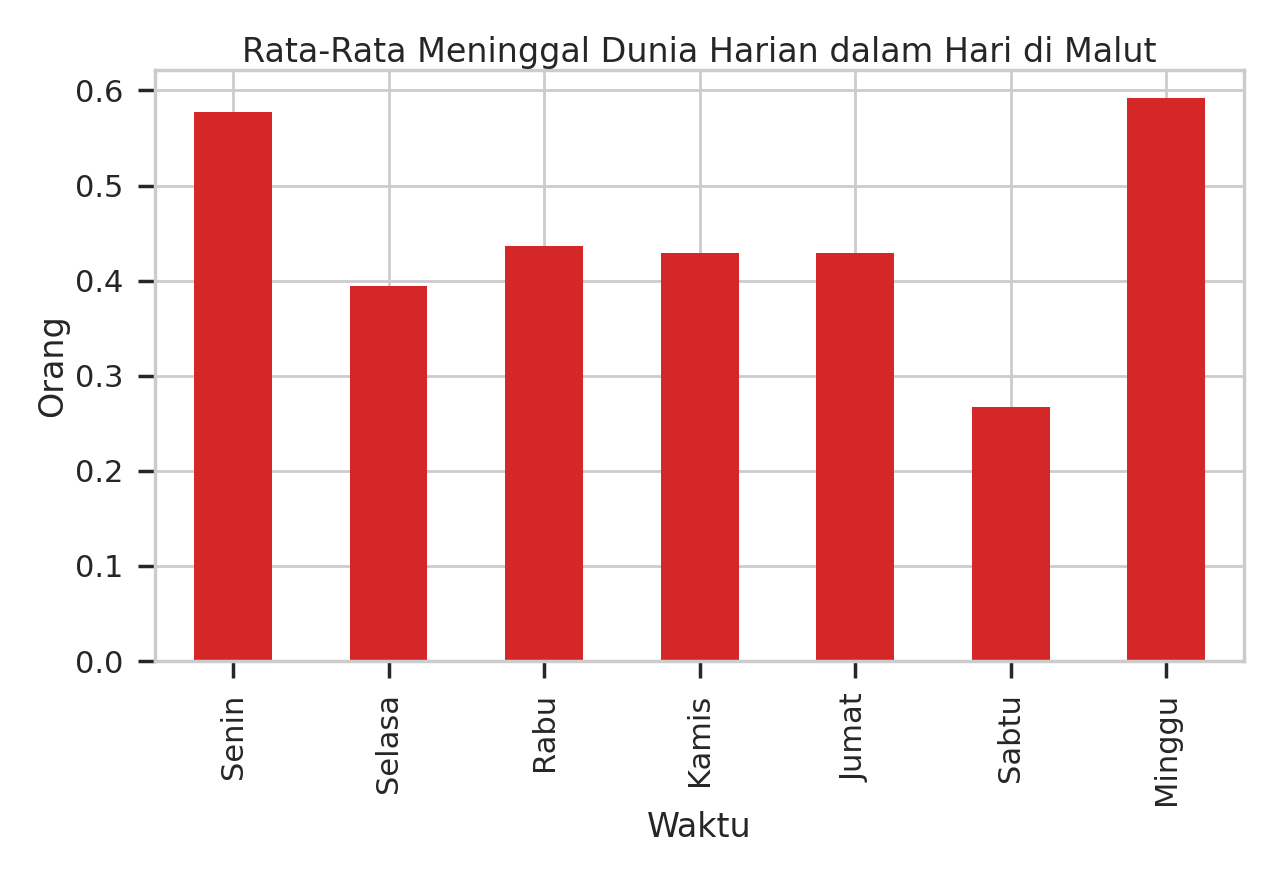 Rata-Rata Meninggal Dunia Harian dalam Hari di Malut
0.6
0.5
0.4
0.3
0.2
0.1
0.0
Orang
Senin
Selasa
Rabu
Kamis
Jumat
Sabtu
Minggu
Waktu